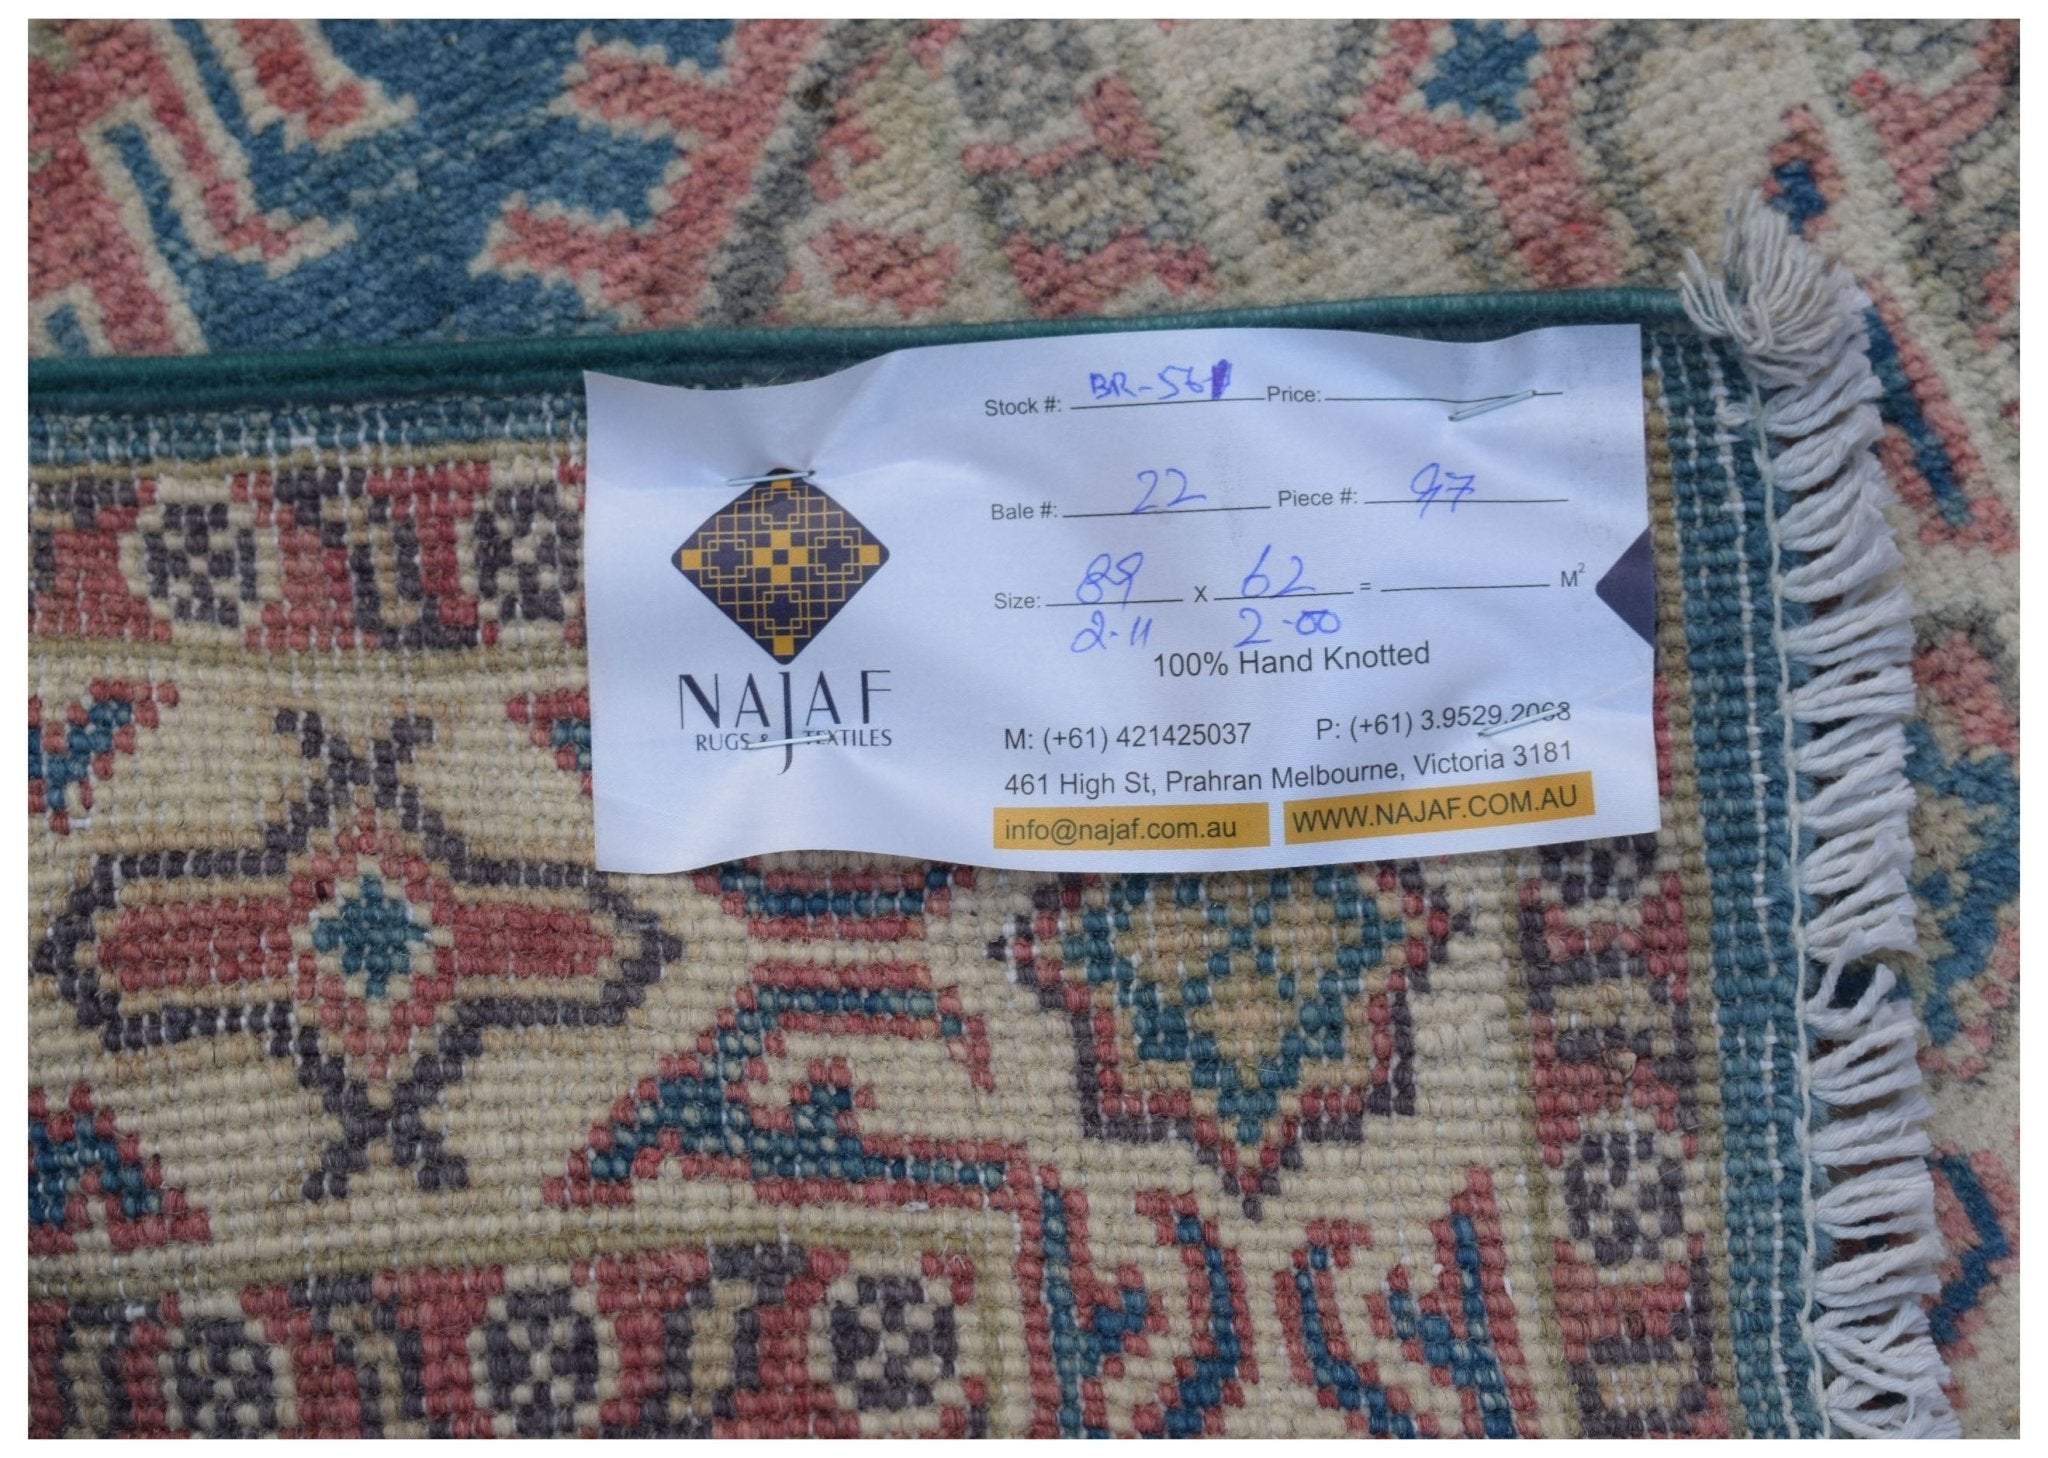 NAJAF
RUGS & TEXTILES
Stock #: BR-561 Price:
Bale #: 22 Piece #: 97
Size: 89 X 62 = M²
2.11 2.00
100% Hand Knotted
M: (+61) 421425037 P: (+61) 3.9529.2068
461 High St, Prahran Melbourne, Victoria 3181
info@najaf.com.au WWW.NAJAF.COM.AU